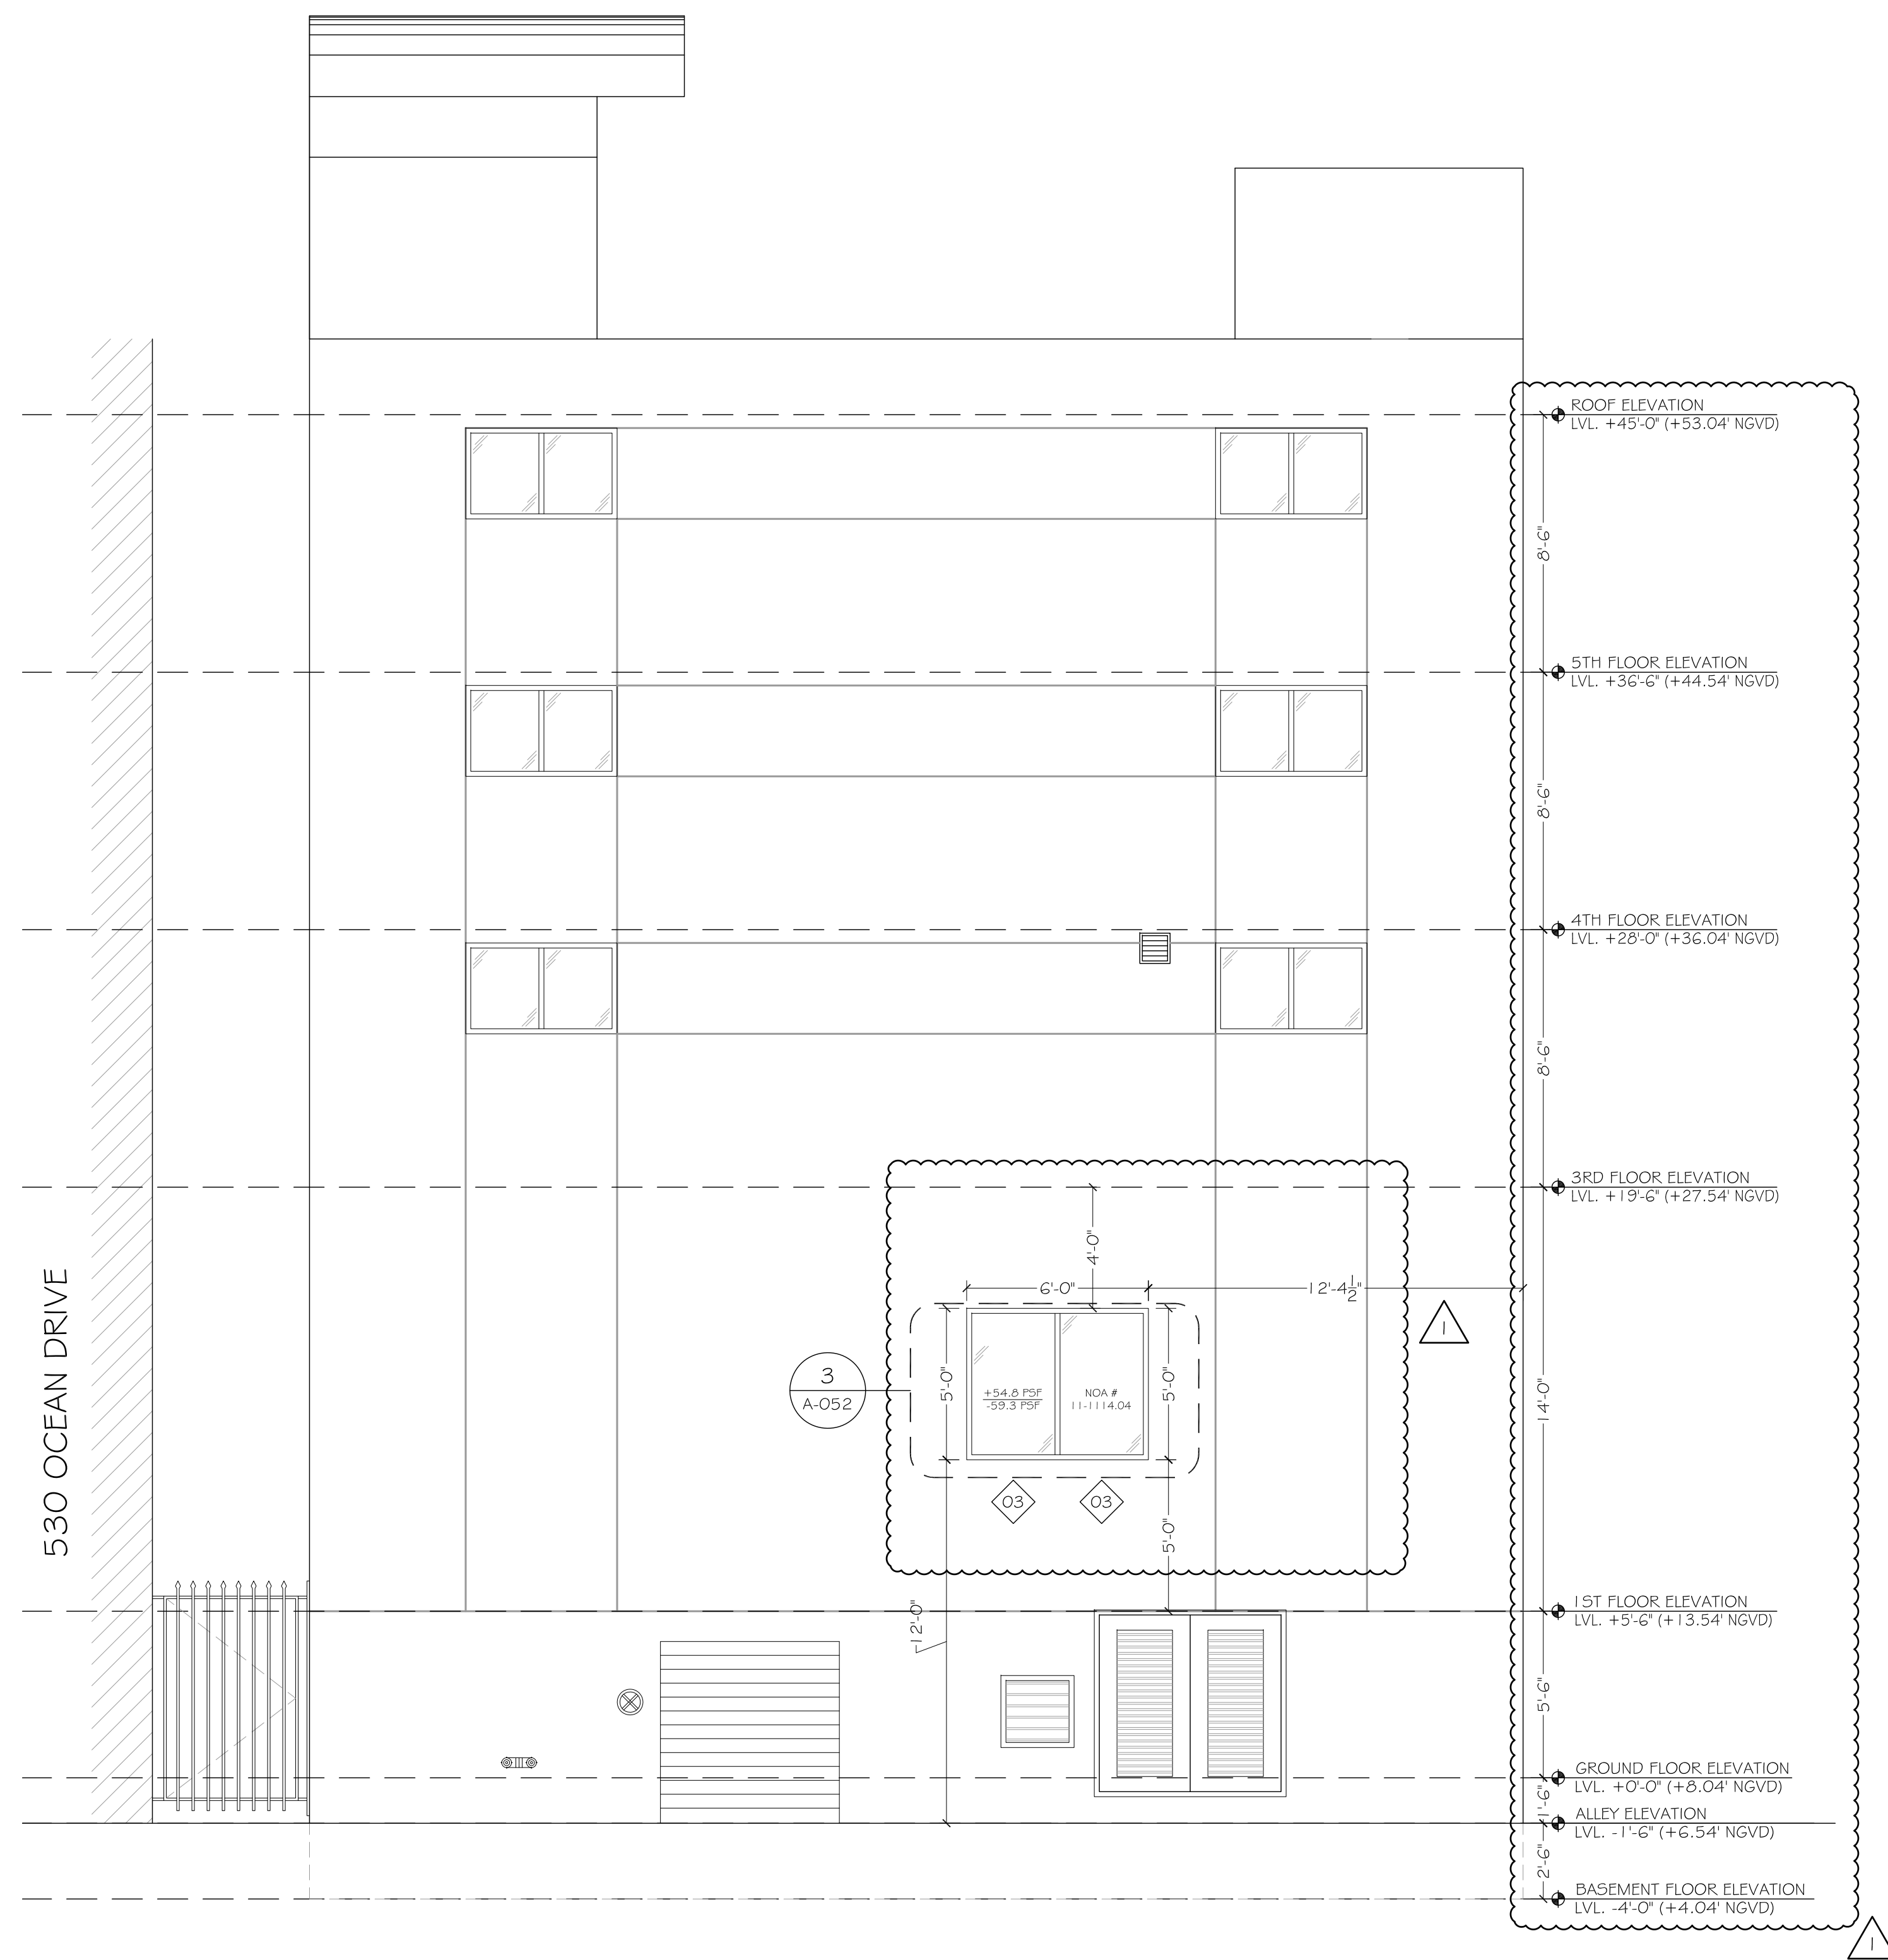 ROOF ELEVATION
LVL. +45'-0" (+53.04' NGVD)
8'-6"
5TH FLOOR ELEVATION
LVL. +36'-6" (+44.54' NGVD)
8'-6"
4TH FLOOR ELEVATION
LVL. +28'-0" (+36.04' NGVD)
8'-6"
3RD FLOOR ELEVATION
LVL. +19'-6" (+27.54' NGVD)
4'-0"
6'-0"
12'-4 1/2"
1
530 OCEAN DRIVE
3
A-052
5'-0"
+54.8 PSF
-59.3 PSF
NOA #
11-1114.04
5'-0"
14'-0"
03
03
5'-0"
12'-0"
1ST FLOOR ELEVATION
LVL. +5'-6" (+13.54' NGVD)
5'-6"
GROUND FLOOR ELEVATION
LVL. +0'-0" (+8.04' NGVD)
1'-6"
ALLEY ELEVATION
LVL. -1'-6" (+6.54' NGVD)
2'-6"
BASEMENT FLOOR ELEVATION
LVL. -4'-0" (+4.04' NGVD)
1